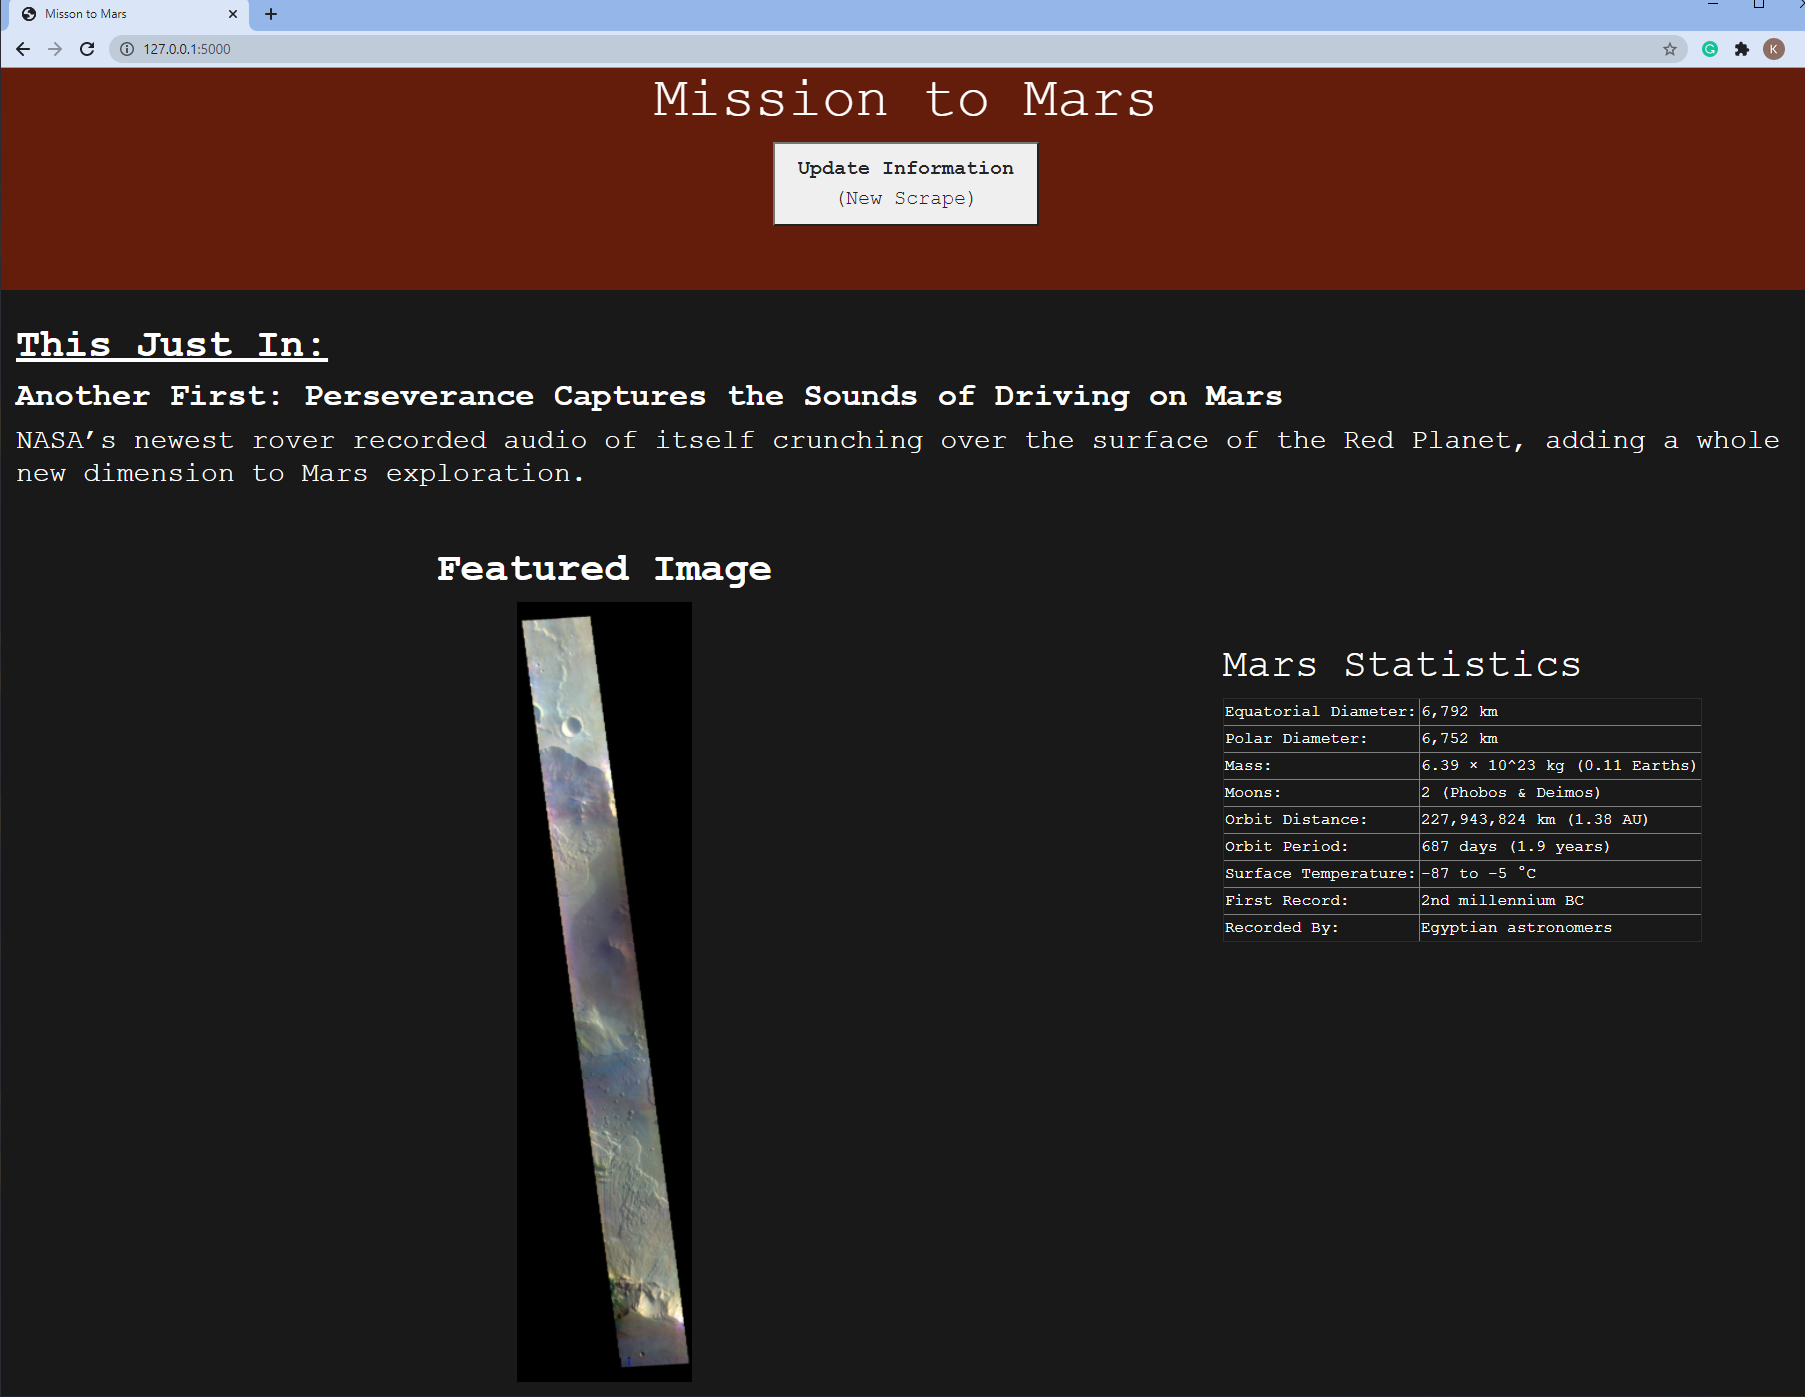 Misson to Mars
127.0.0.1:5000
K
Mission to Mars
Update Information
(New Scrape)
This Just In:
Another First: Perseverance Captures the Sounds of Driving on Mars
NASA’s newest rover recorded audio of itself crunching over the surface of the Red Planet, adding a whole
new dimension to Mars exploration.
Featured Image
Mars Statistics
Equatorial Diameter: 6,792 km
Polar Diameter: 6,752 km
Mass: 6.39 × 10^23 kg (0.11 Earths)
Moons: 2 (Phobos & Deimos)
Orbit Distance: 227,943,824 km (1.38 AU)
Orbit Period: 687 days (1.9 years)
Surface Temperature: -87 to -5 °C
First Record: 2nd millennium BC
Recorded By: Egyptian astronomers